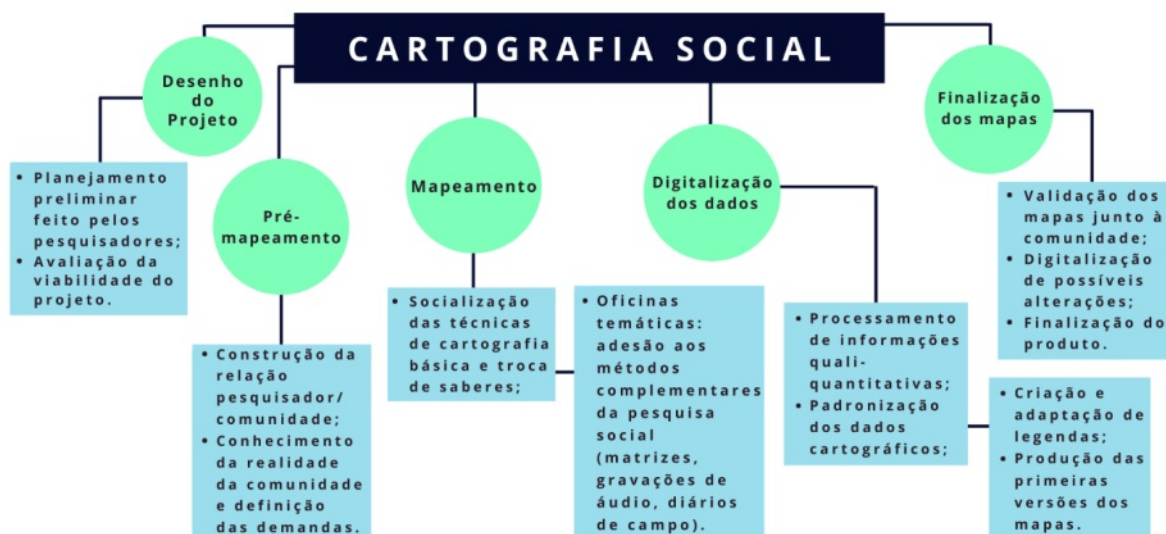 CARTOGRAFIA SOCIAL
Desenho
do
Projeto
• Planejamento
preliminar
feito pelos
pesquisadores;
• Avaliação da
viabilidade do
projeto.
Pré-
mapeamento
• Construção da
relação
pesquisador/
comunidade;
• Conhecimento
da realidade
da comunidade
e definição
das demandas.
Mapeamento
• Socialização
das técnicas
de cartografia
básica e troca
de saberes;
• Oficinas
temáticas:
adesão aos
métodos
complementares
da pesquisa
social
(matrizes,
gravações de
áudio, diários
de campo).
Digitalização
dos dados
• Processamento
de informações
quali-
quantitativas;
• Padronização
dos dados
cartográficos;
• Criação e
adaptação de
legendas;
• Produção das
primeiras
versões dos
mapas.
Finalização
dos mapas
• Validação dos
mapas junto à
comunidade;
• Digitalização
de possíveis
alterações;
• Finalização do
produto.